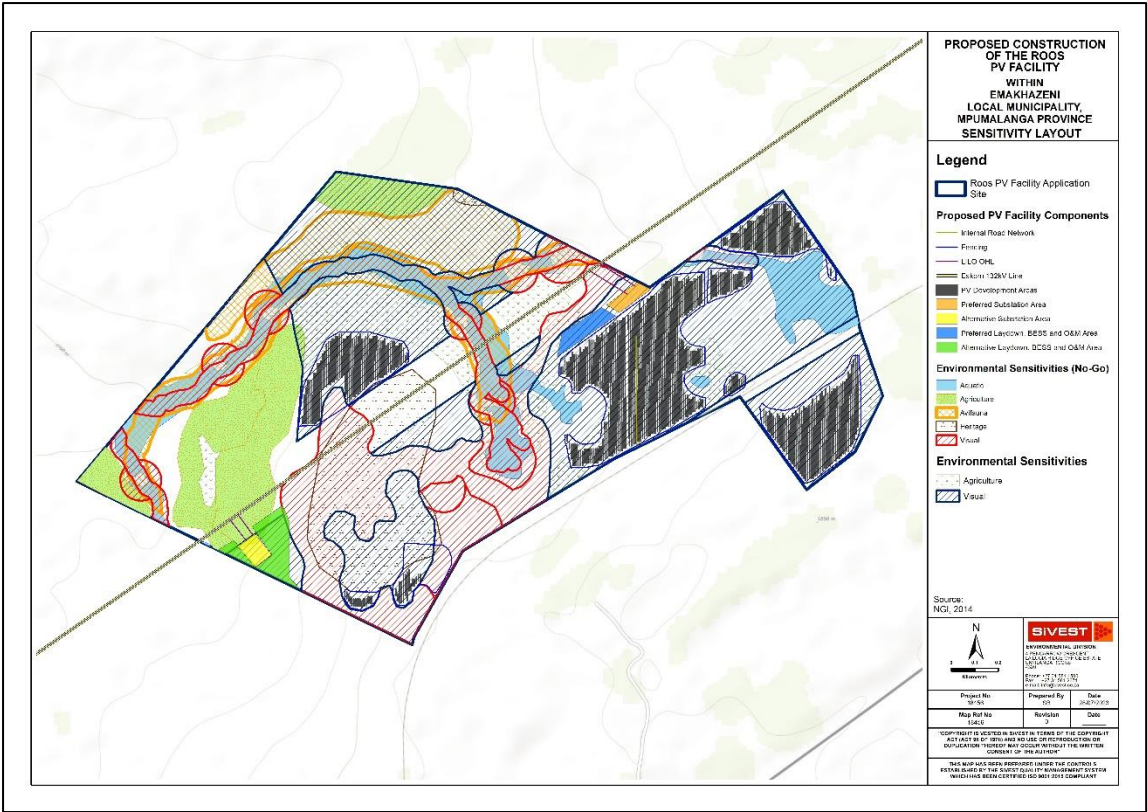 PROPOSED CONSTRUCTION
OF THE ROOS
PV FACILITY
WITHIN
EMAKHAZENI
LOCAL MUNICIPALITY,
MPUMALANGA PROVINCE
SENSITIVITY LAYOUT
Legend
Roos PV Facility Application
Site
Proposed PV Facility Components
Internal Road Network
Fencing
LILO OHL
Eskom 132kV Line
PV Development Areas
Preferred Substation Area
Alternative Substation Area
Preferred Laydown, BESS and O&M Area
Alternative Laydown, BESS and O&M Area
Environmental Sensitivities (No-Go)
Aquatic
Agriculture
Avifauna
Heritage
Visual
Environmental Sensitivities
Agriculture
Visual
Source:
NGI, 2014
N
SiVEST
ENVIRONMENTAL DIVISION
Kilometers
Project No
Prepared By
Date
Map Ref No
Revision
Date
"COPYRIGHT IS VESTED IN SIVEST IN TERMS OF THE COPYRIGHT
ACT (ACT 98 OF 1978) AND NO USE OR REPRODUCTION OR
DUPLICATION THEREOF MAY OCCUR WITHOUT THE WRITTEN
CONSENT OF THE AUTHOR"
THIS MAP HAS BEEN PREPARED UNDER THE CONTROLS
ESTABLISHED BY THE SIVEST QUALITY MANAGEMENT SYSTEM
WHICH HAS BEEN CERTIFIED ISO 9001:2015 COMPLIANT